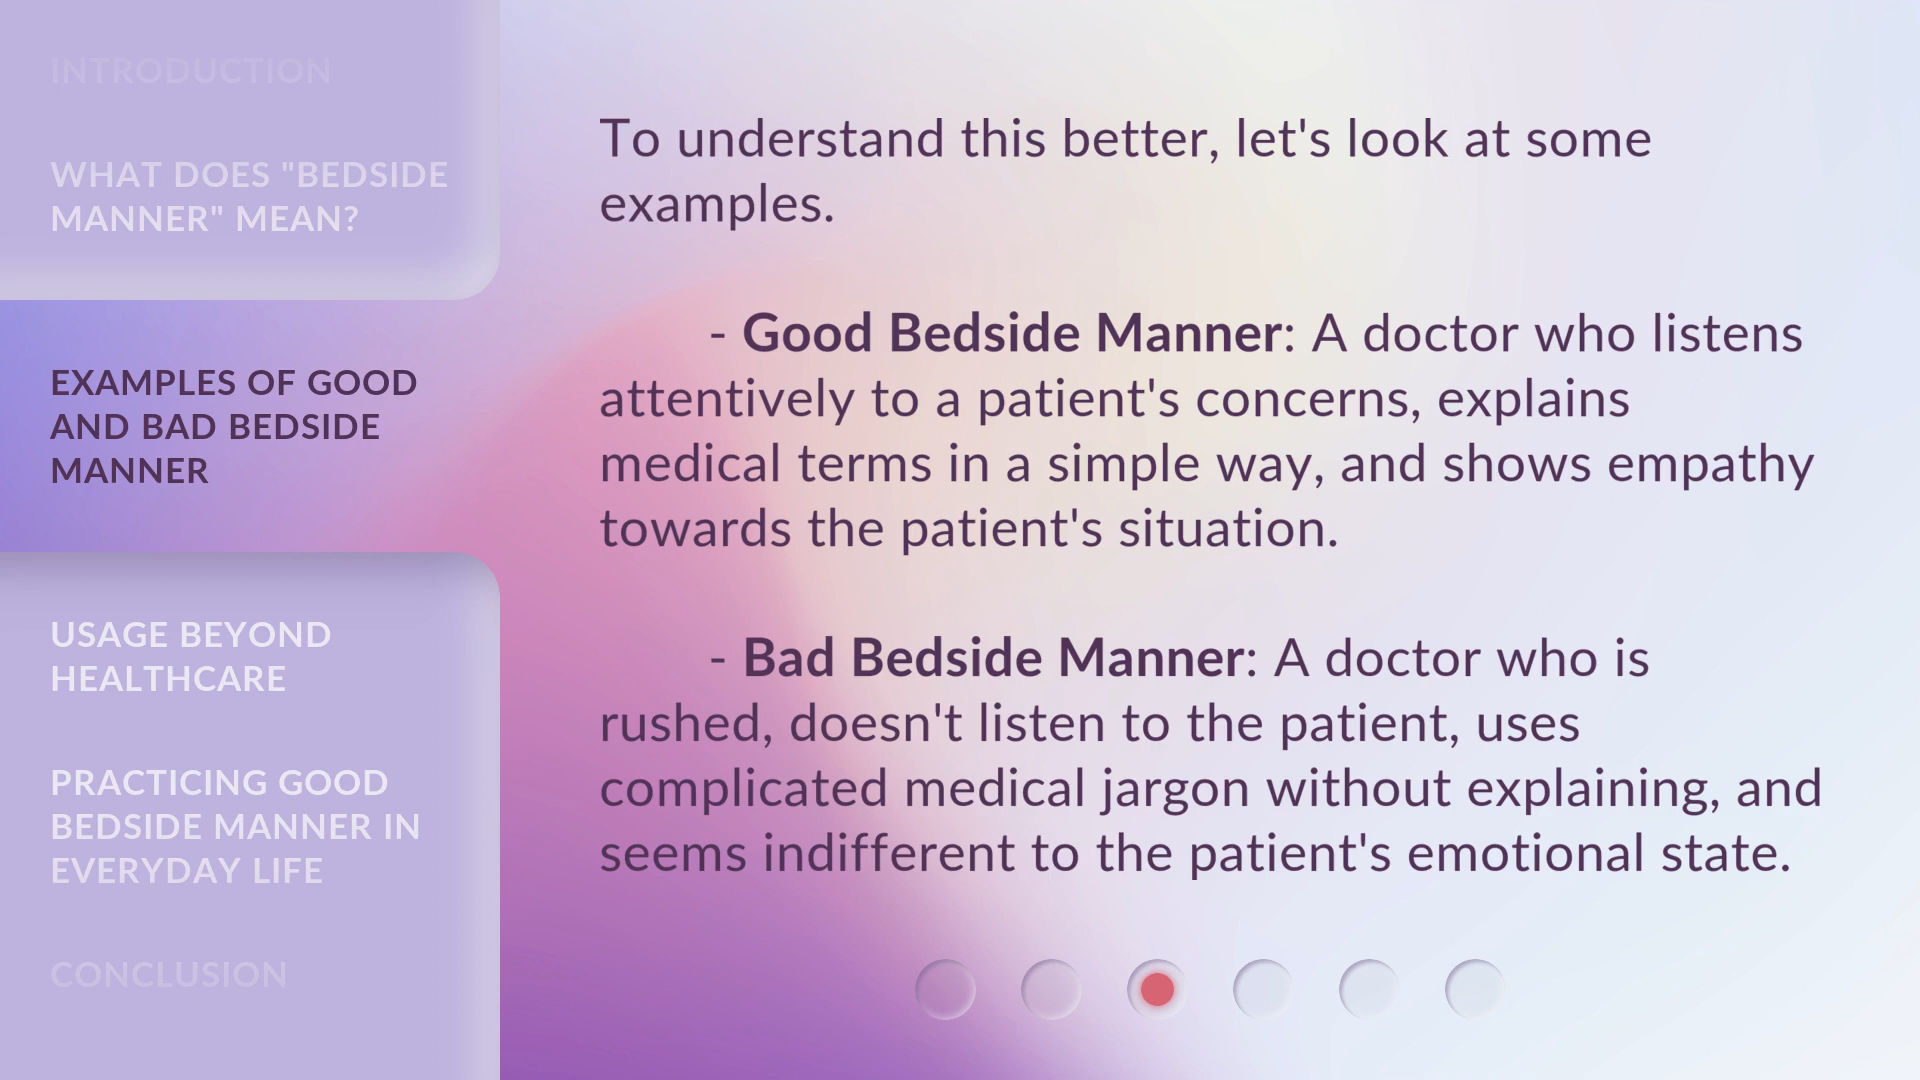 INTRODUCTION
WHAT DOES "BEDSIDE
MANNER" MEAN?
EXAMPLES OF GOOD
AND BAD BEDSIDE
MANNER
USAGE BEYOND
HEALTHCARE
PRACTICING GOOD
BEDSIDE MANNER IN
EVERYDAY LIFE
CONCLUSION
To understand this better, let's look at some
examples.
- Good Bedside Manner: A doctor who listens
attentively to a patient's concerns, explains
medical terms in a simple way, and shows empathy
towards the patient's situation.
- Bad Bedside Manner: A doctor who is
rushed, doesn't listen to the patient, uses
complicated medical jargon without explaining, and
seems indifferent to the patient's emotional state.